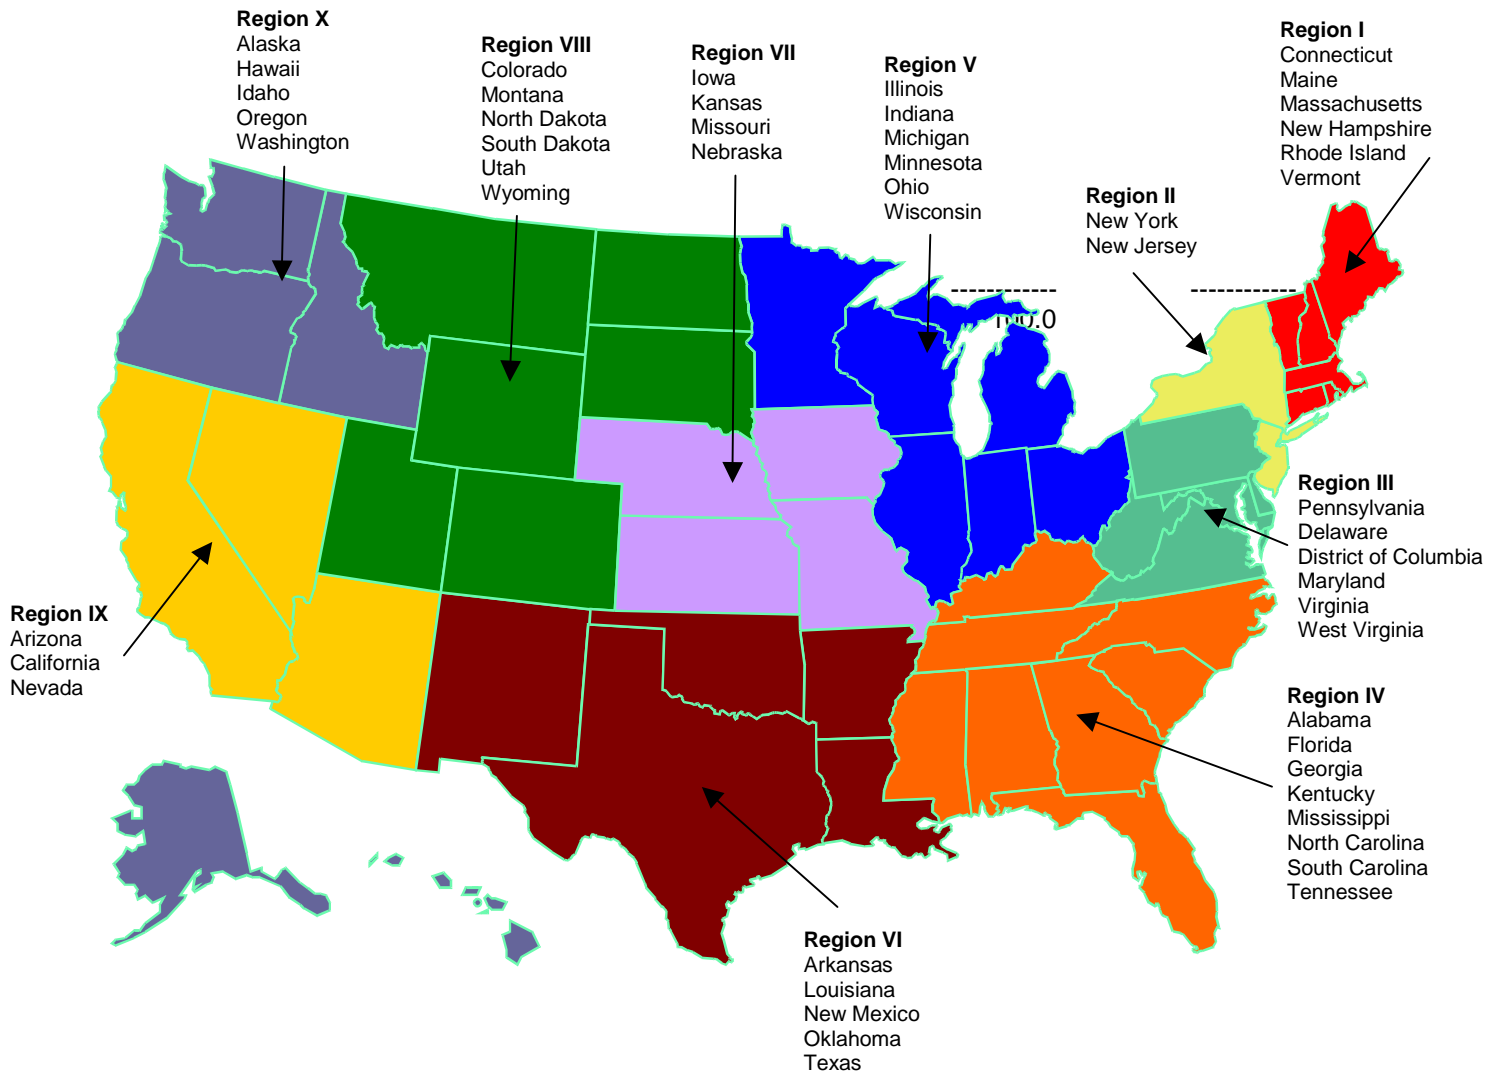 Region X
Alaska
Hawaii
Idaho
Oregon
Washington
Region VIII
Colorado
Montana
North Dakota
South Dakota
Utah
Wyoming
Region VII
Iowa
Kansas
Missouri
Nebraska
Region V
Illinois
Indiana
Michigan
Minnesota
Ohio
Wisconsin
Region II
New York
New Jersey
Region I
Connecticut
Maine
Massachusetts
New Hampshire
Rhode Island
Vermont
100.0
Region III
Pennsylvania
Delaware
District of Columbia
Maryland
Virginia
West Virginia
Region IX
Arizona
California
Nevada
Region IV
Alabama
Florida
Georgia
Kentucky
Mississippi
North Carolina
South Carolina
Tennessee
Region VI
Arkansas
Louisiana
New Mexico
Oklahoma
Texas